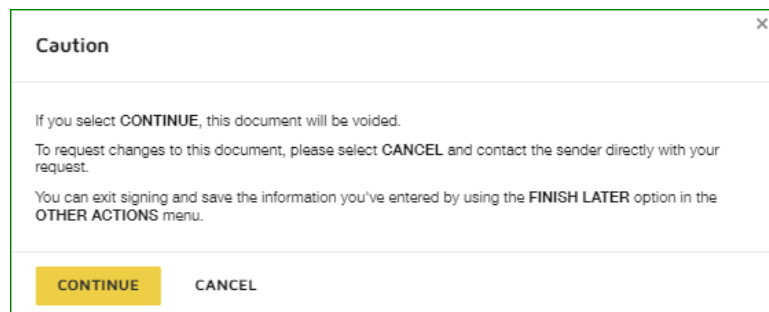 ×
Caution
If you select CONTINUE, this document will be voided.
To request changes to this document, please select CANCEL and contact the sender directly with your
request.
You can exit signing and save the information you've entered by using the FINISH LATER option in the
OTHER ACTIONS menu.
CONTINUE CANCEL